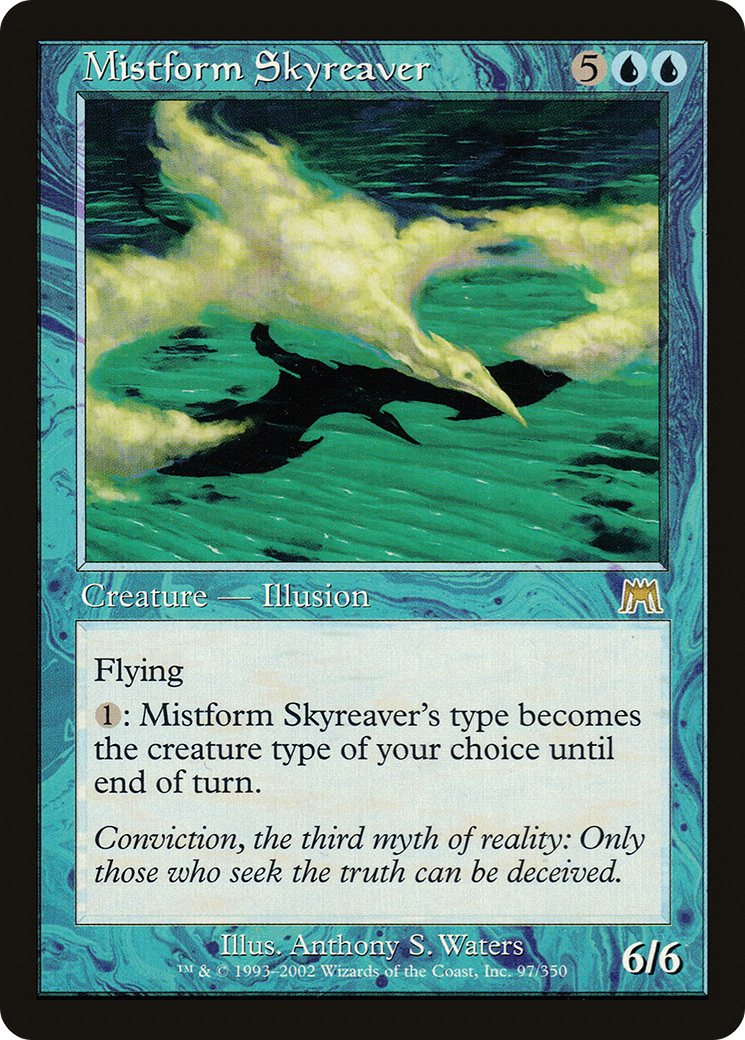 Mistform Skyreaver 5
Creature — Illusion
Flying
1: Mistform Skyreaver's type becomes
the creature type of your choice until
end of turn.
Conviction, the third myth of reality: Only
those who seek the truth can be deceived.
Illus. Anthony S. Waters
™ & © 1993–2002 Wizards of the Coast, Inc. 97/350
6/6